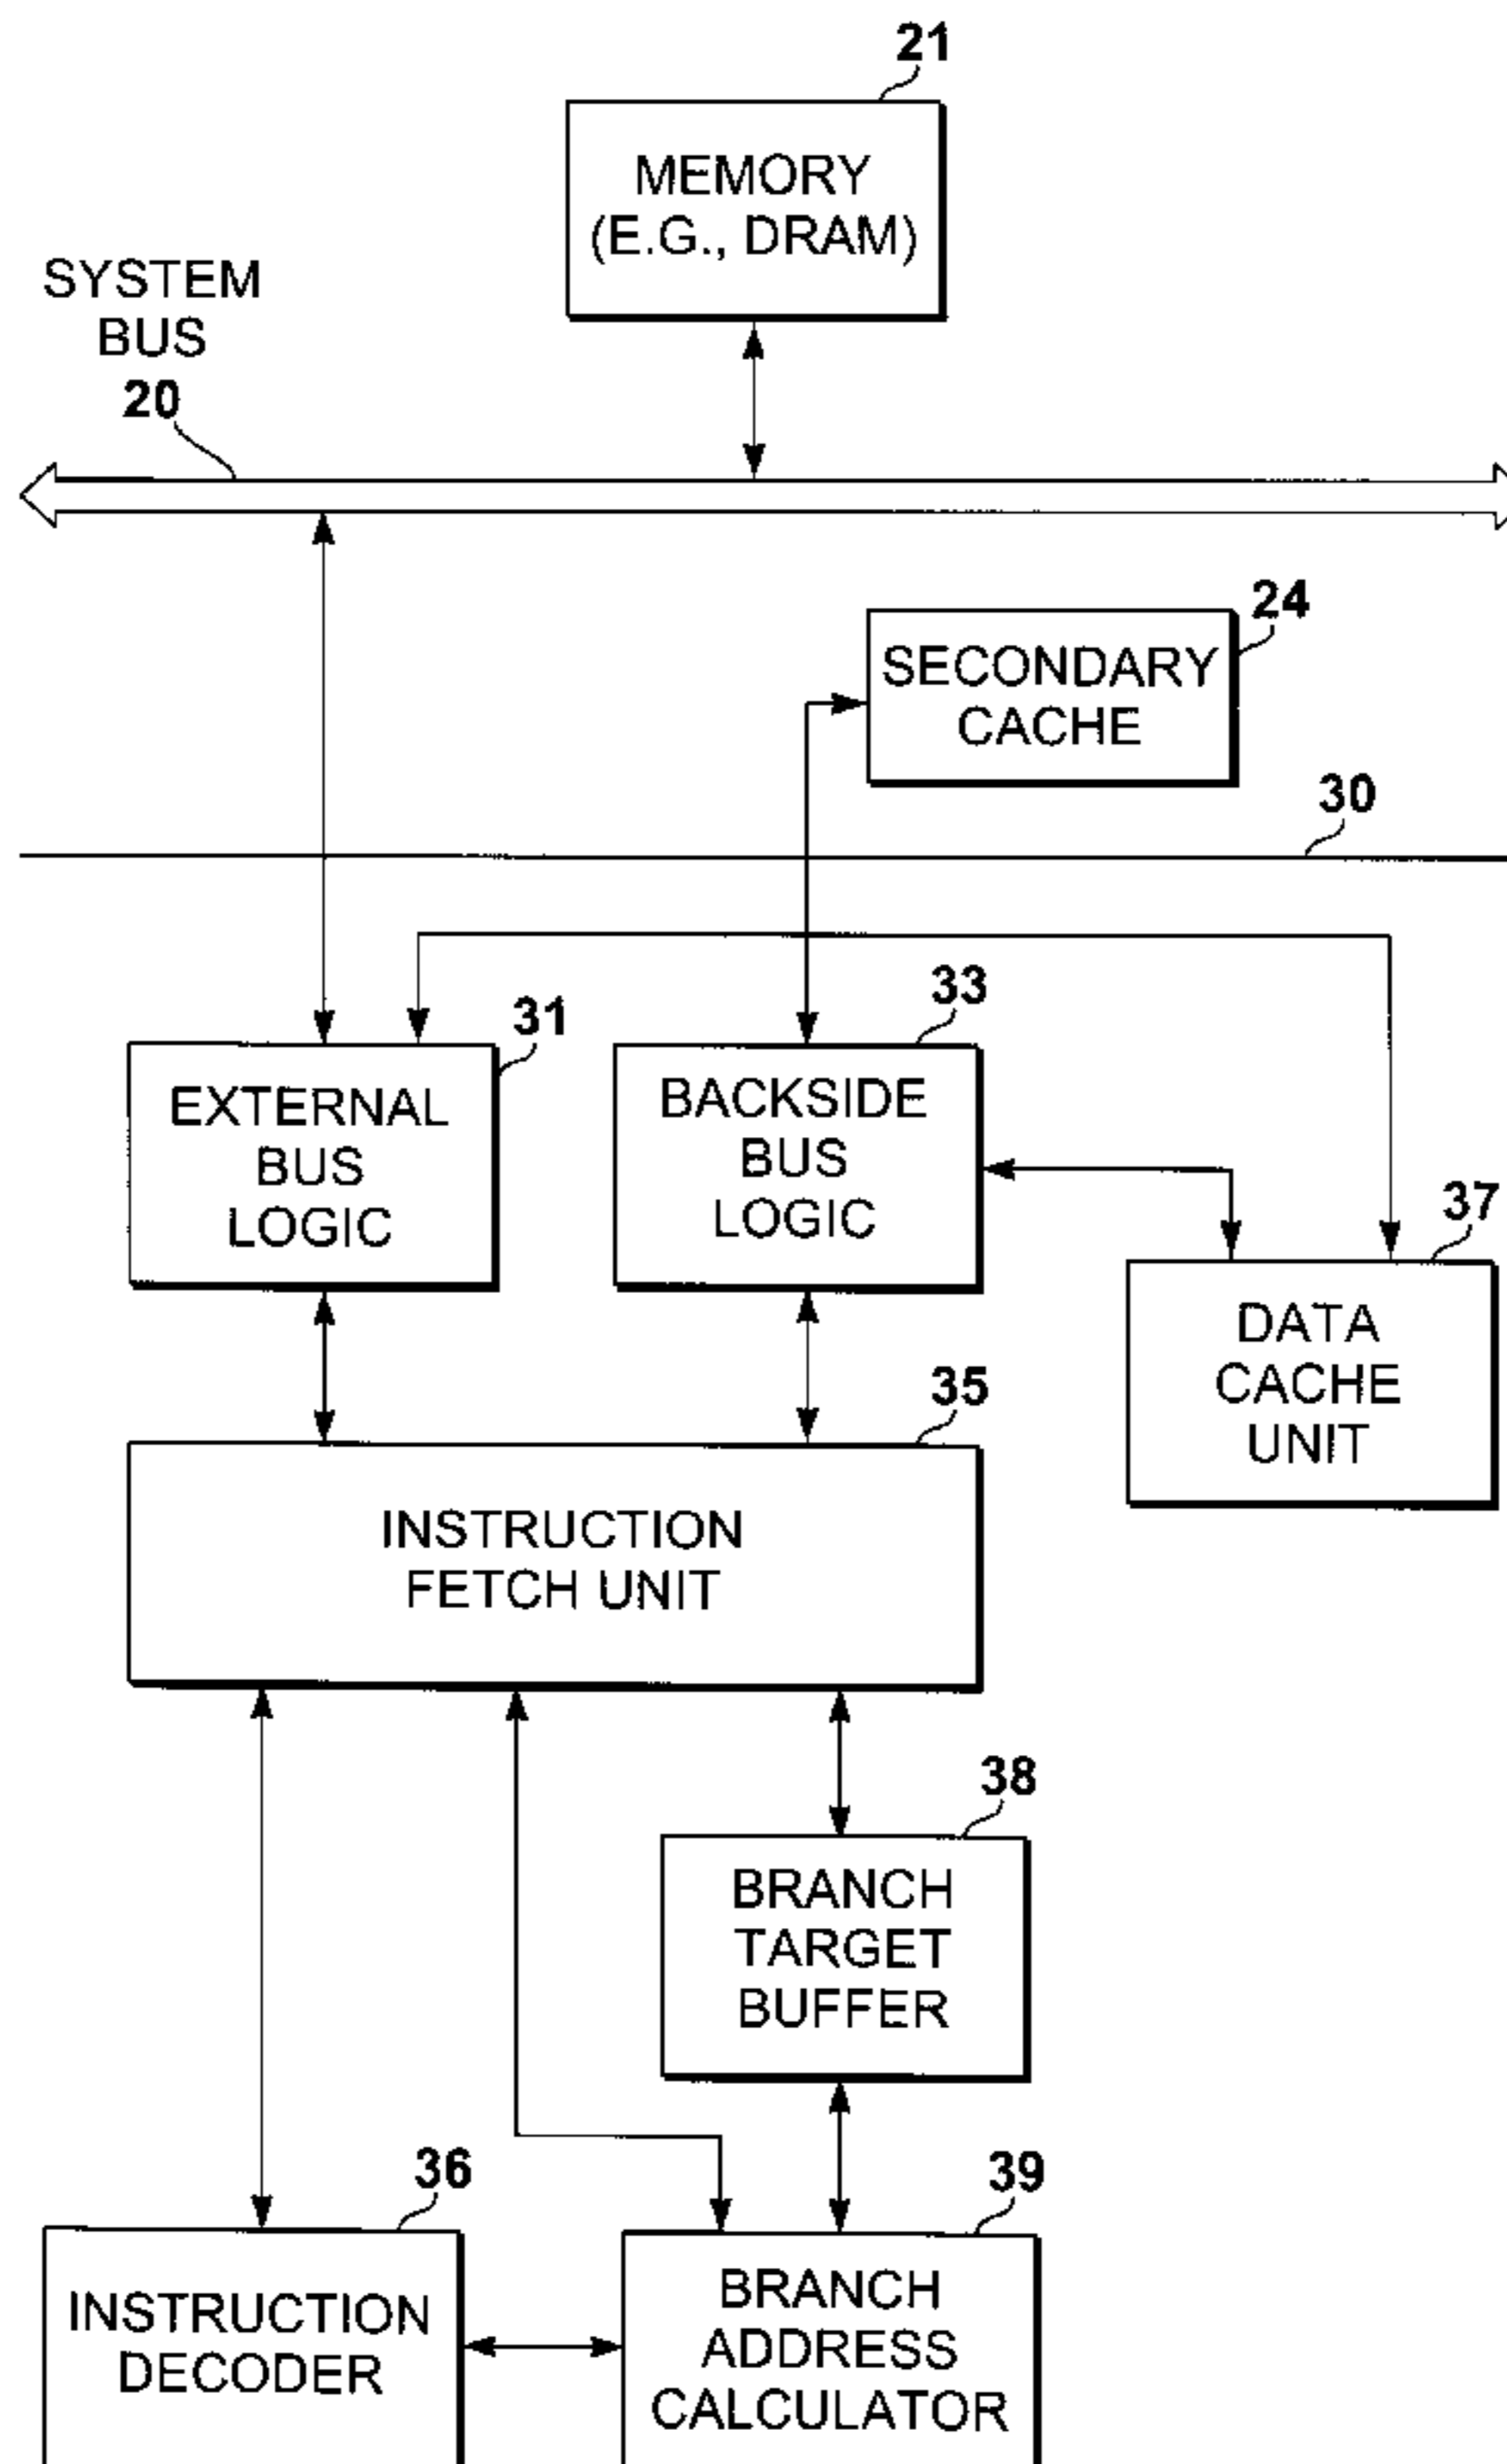 21
MEMORY
(E.G., DRAM)
SYSTEM
BUS
20
24
SECONDARY
CACHE
30
31
33
EXTERNAL
BUS
LOGIC
BACKSIDE
BUS
LOGIC
37
DATA
CACHE
UNIT
35
INSTRUCTION
FETCH UNIT
38
BRANCH
TARGET
BUFFER
36
39
INSTRUCTION
DECODER
BRANCH
ADDRESS
CALCULATOR